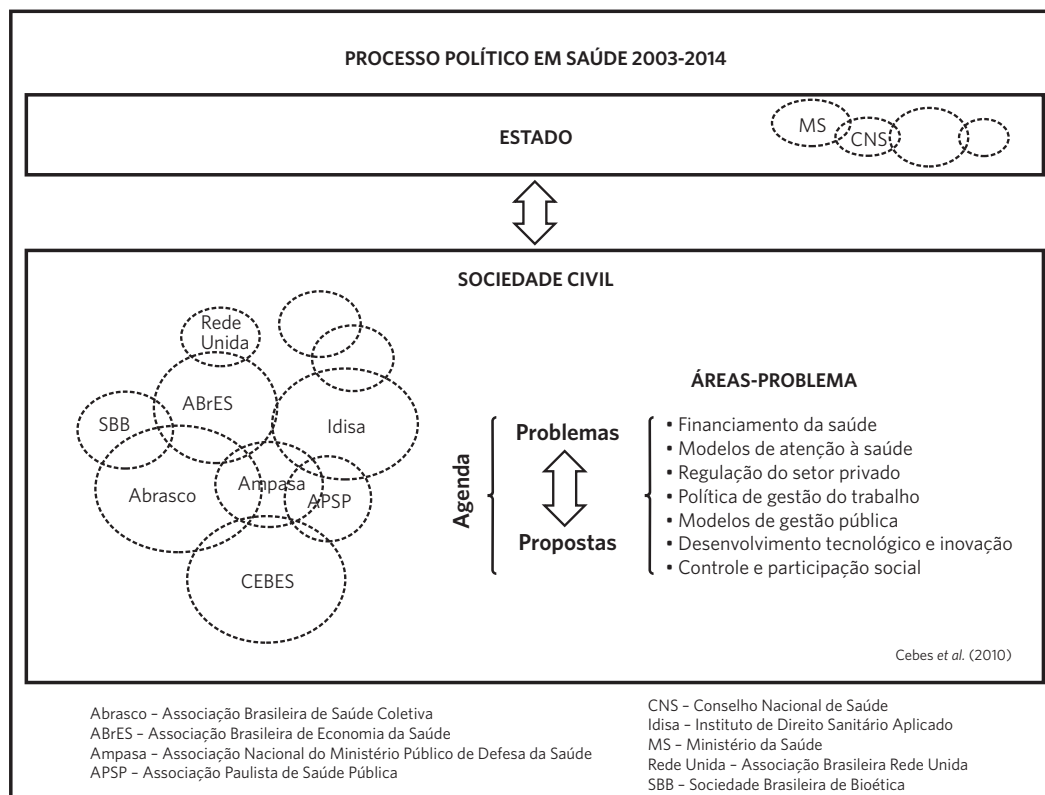 PROCESSO POLÍTICO EM SAÚDE 2003-2014
ESTADO
MS
CNS
SOCIEDADE CIVIL
Rede
Unida
ABrES
SBB
Idisa
Abrasco
Ampasa
APSP
CEBES
Agenda
Problemas
Propostas
ÁREAS-PROBLEMA
• Financiamento da saúde
• Modelos de atenção à saúde
• Regulação do setor privado
• Política de gestão do trabalho
• Modelos de gestão pública
• Desenvolvimento tecnológico e inovação
• Controle e participação social
Cebes et al. (2010)
Abrasco – Associação Brasileira de Saúde Coletiva
ABrES – Associação Brasileira de Economia da Saúde
Ampasa – Associação Nacional do Ministério Público de Defesa da Saúde
APSP – Associação Paulista de Saúde Pública
CNS – Conselho Nacional de Saúde
Idisa – Instituto de Direito Sanitário Aplicado
MS – Ministério da Saúde
Rede Unida – Associação Brasileira Rede Unida
SBB – Sociedade Brasileira de Bioética